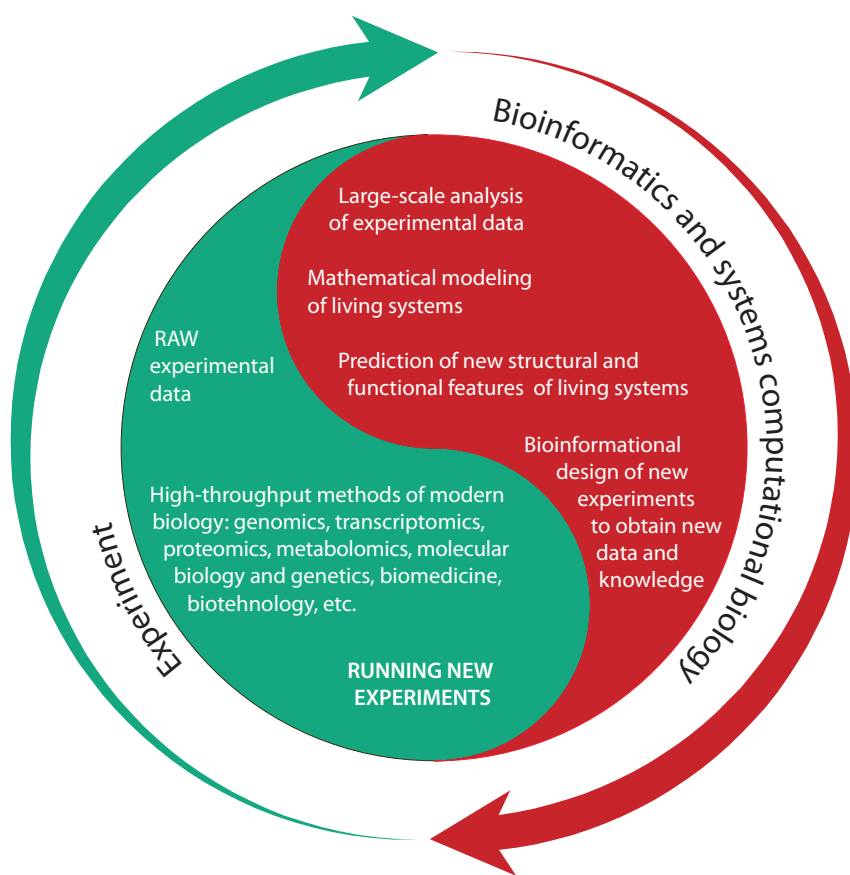 Bioinformatics and systems computational biology
Large-scale analysis
of experimental data
Mathematical modeling
of living systems
Prediction of new structural and
functional features of living systems
Bioinformational
design of new
experiments
to obtain new
data and
knowledge
RAW
experimental
data
High-throughput methods of modern
biology: genomics, transcriptomics,
proteomics, metabolomics, molecular
biology and genetics, biomedicine,
biotehnology, etc.
RUNNING NEW
EXPERIMENTS
Experiment